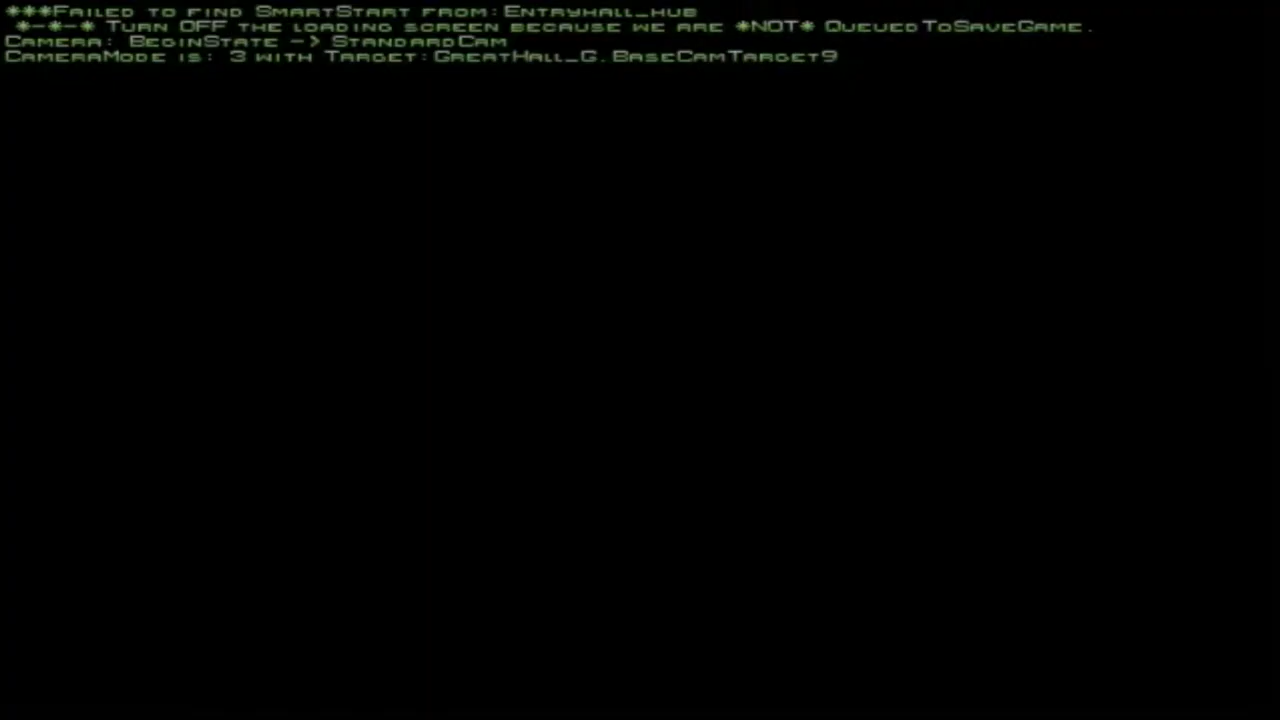 ***Failed to find SmartStart from:Entryhall_hub
*-*-* Turn OFF the loading screen because we are *NOT* QueuedToSaveGame.
Camera: BeginState -> StandardCam
CameraMode is: 3 with Target:GreatHall_G.BaseCamTarget9